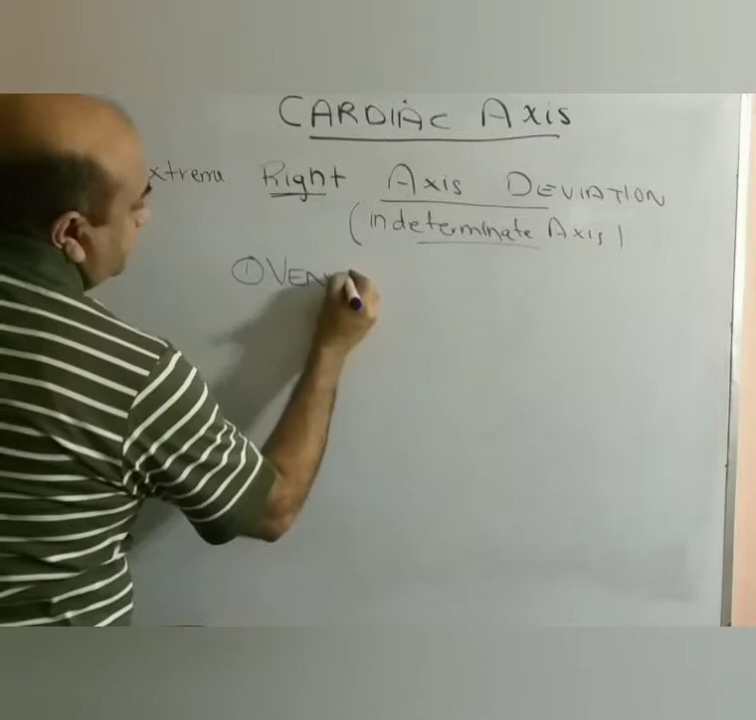 CARDIAC AXIS
xtreme Right AXIS DEVIATION
(indeterminate Axis)
① VEN